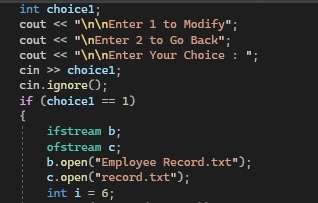 int choice1;
cout << "\n\nEnter 1 to Modify";
cout << "\nEnter 2 to Go Back";
cout << "\nEnter Your Choice : ";
cin >> choice1;
cin.ignore();
if (choice1 == 1)
{
ifstream b;
ofstream c;
b.open("Employee Record.txt");
c.open("record.txt");
int i = 6;